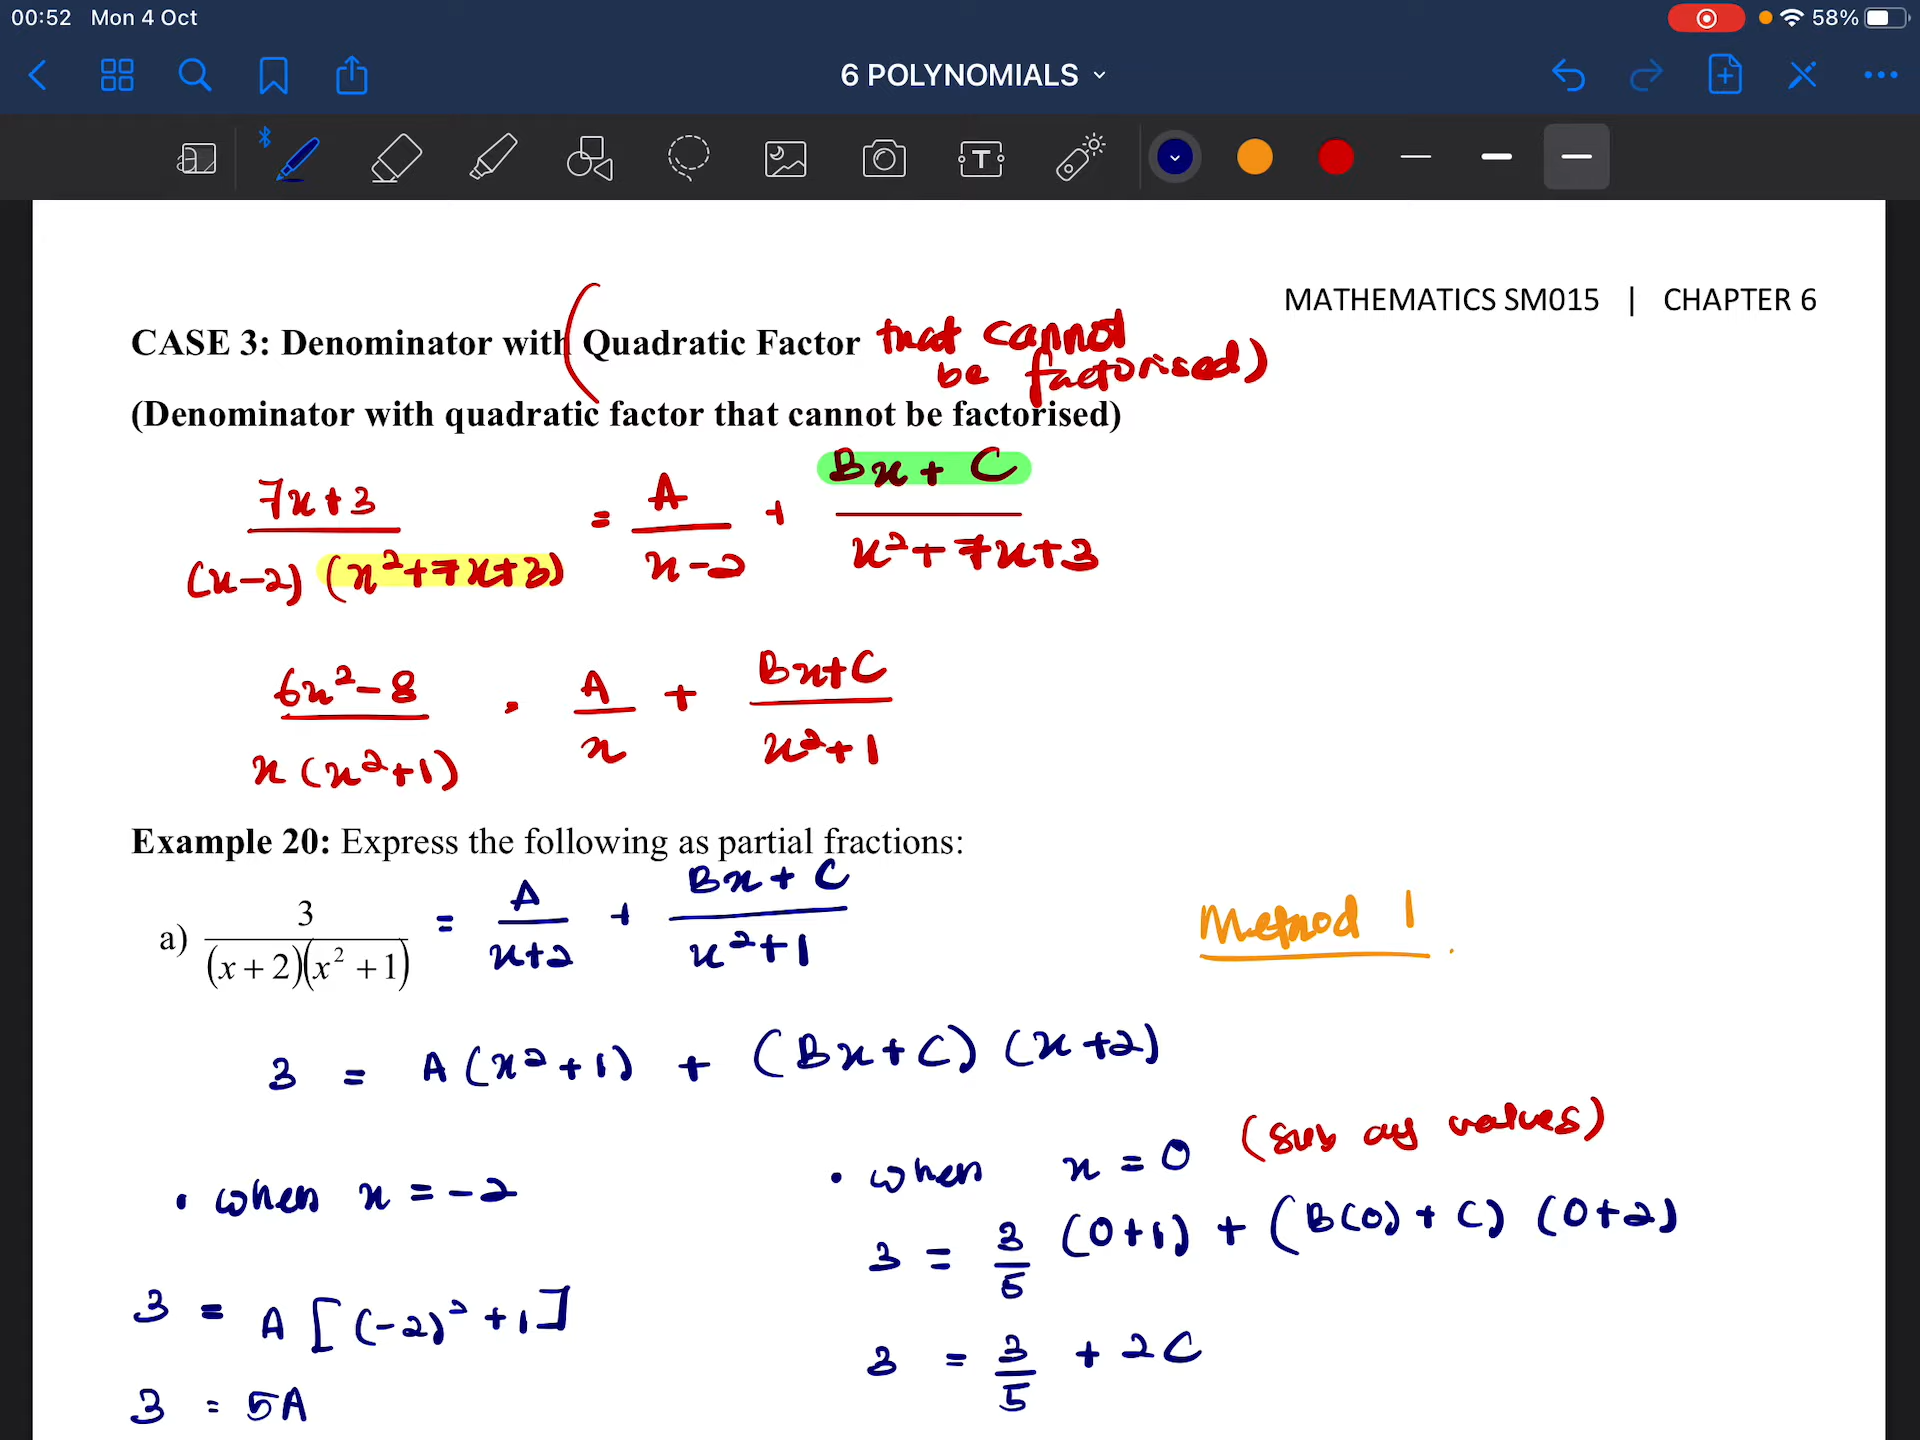 00:52 Mon 4 Oct
58%
6 POLYNOMIALS
MATHEMATICS SM015 | CHAPTER 6
CASE 3: Denominator with (Quadratic Factor that cannot
be factorised)
(Denominator with quadratic factor that cannot be factorised)
7x+3 / (x-2)(x²+7x+3) = A / x-2 + Bx+C / x²+7x+3
6x²-8 / x(x²+1) . A / x + Bx+C / x²+1
Example 20: Express the following as partial fractions:
a) 3 / (x+2)(x²+1) = A / x+2 + Bx+C / x²+1
Method 1.
3 = A(x²+1) + (Bx+C)(x+2)
• when x = -2
3 = A[(-2)²+1]
3 = 5A
• when x = 0 (sub any values)
3 = 3/5 (0+1) + (B(0)+C)(0+2)
3 = 3/5 + 2C